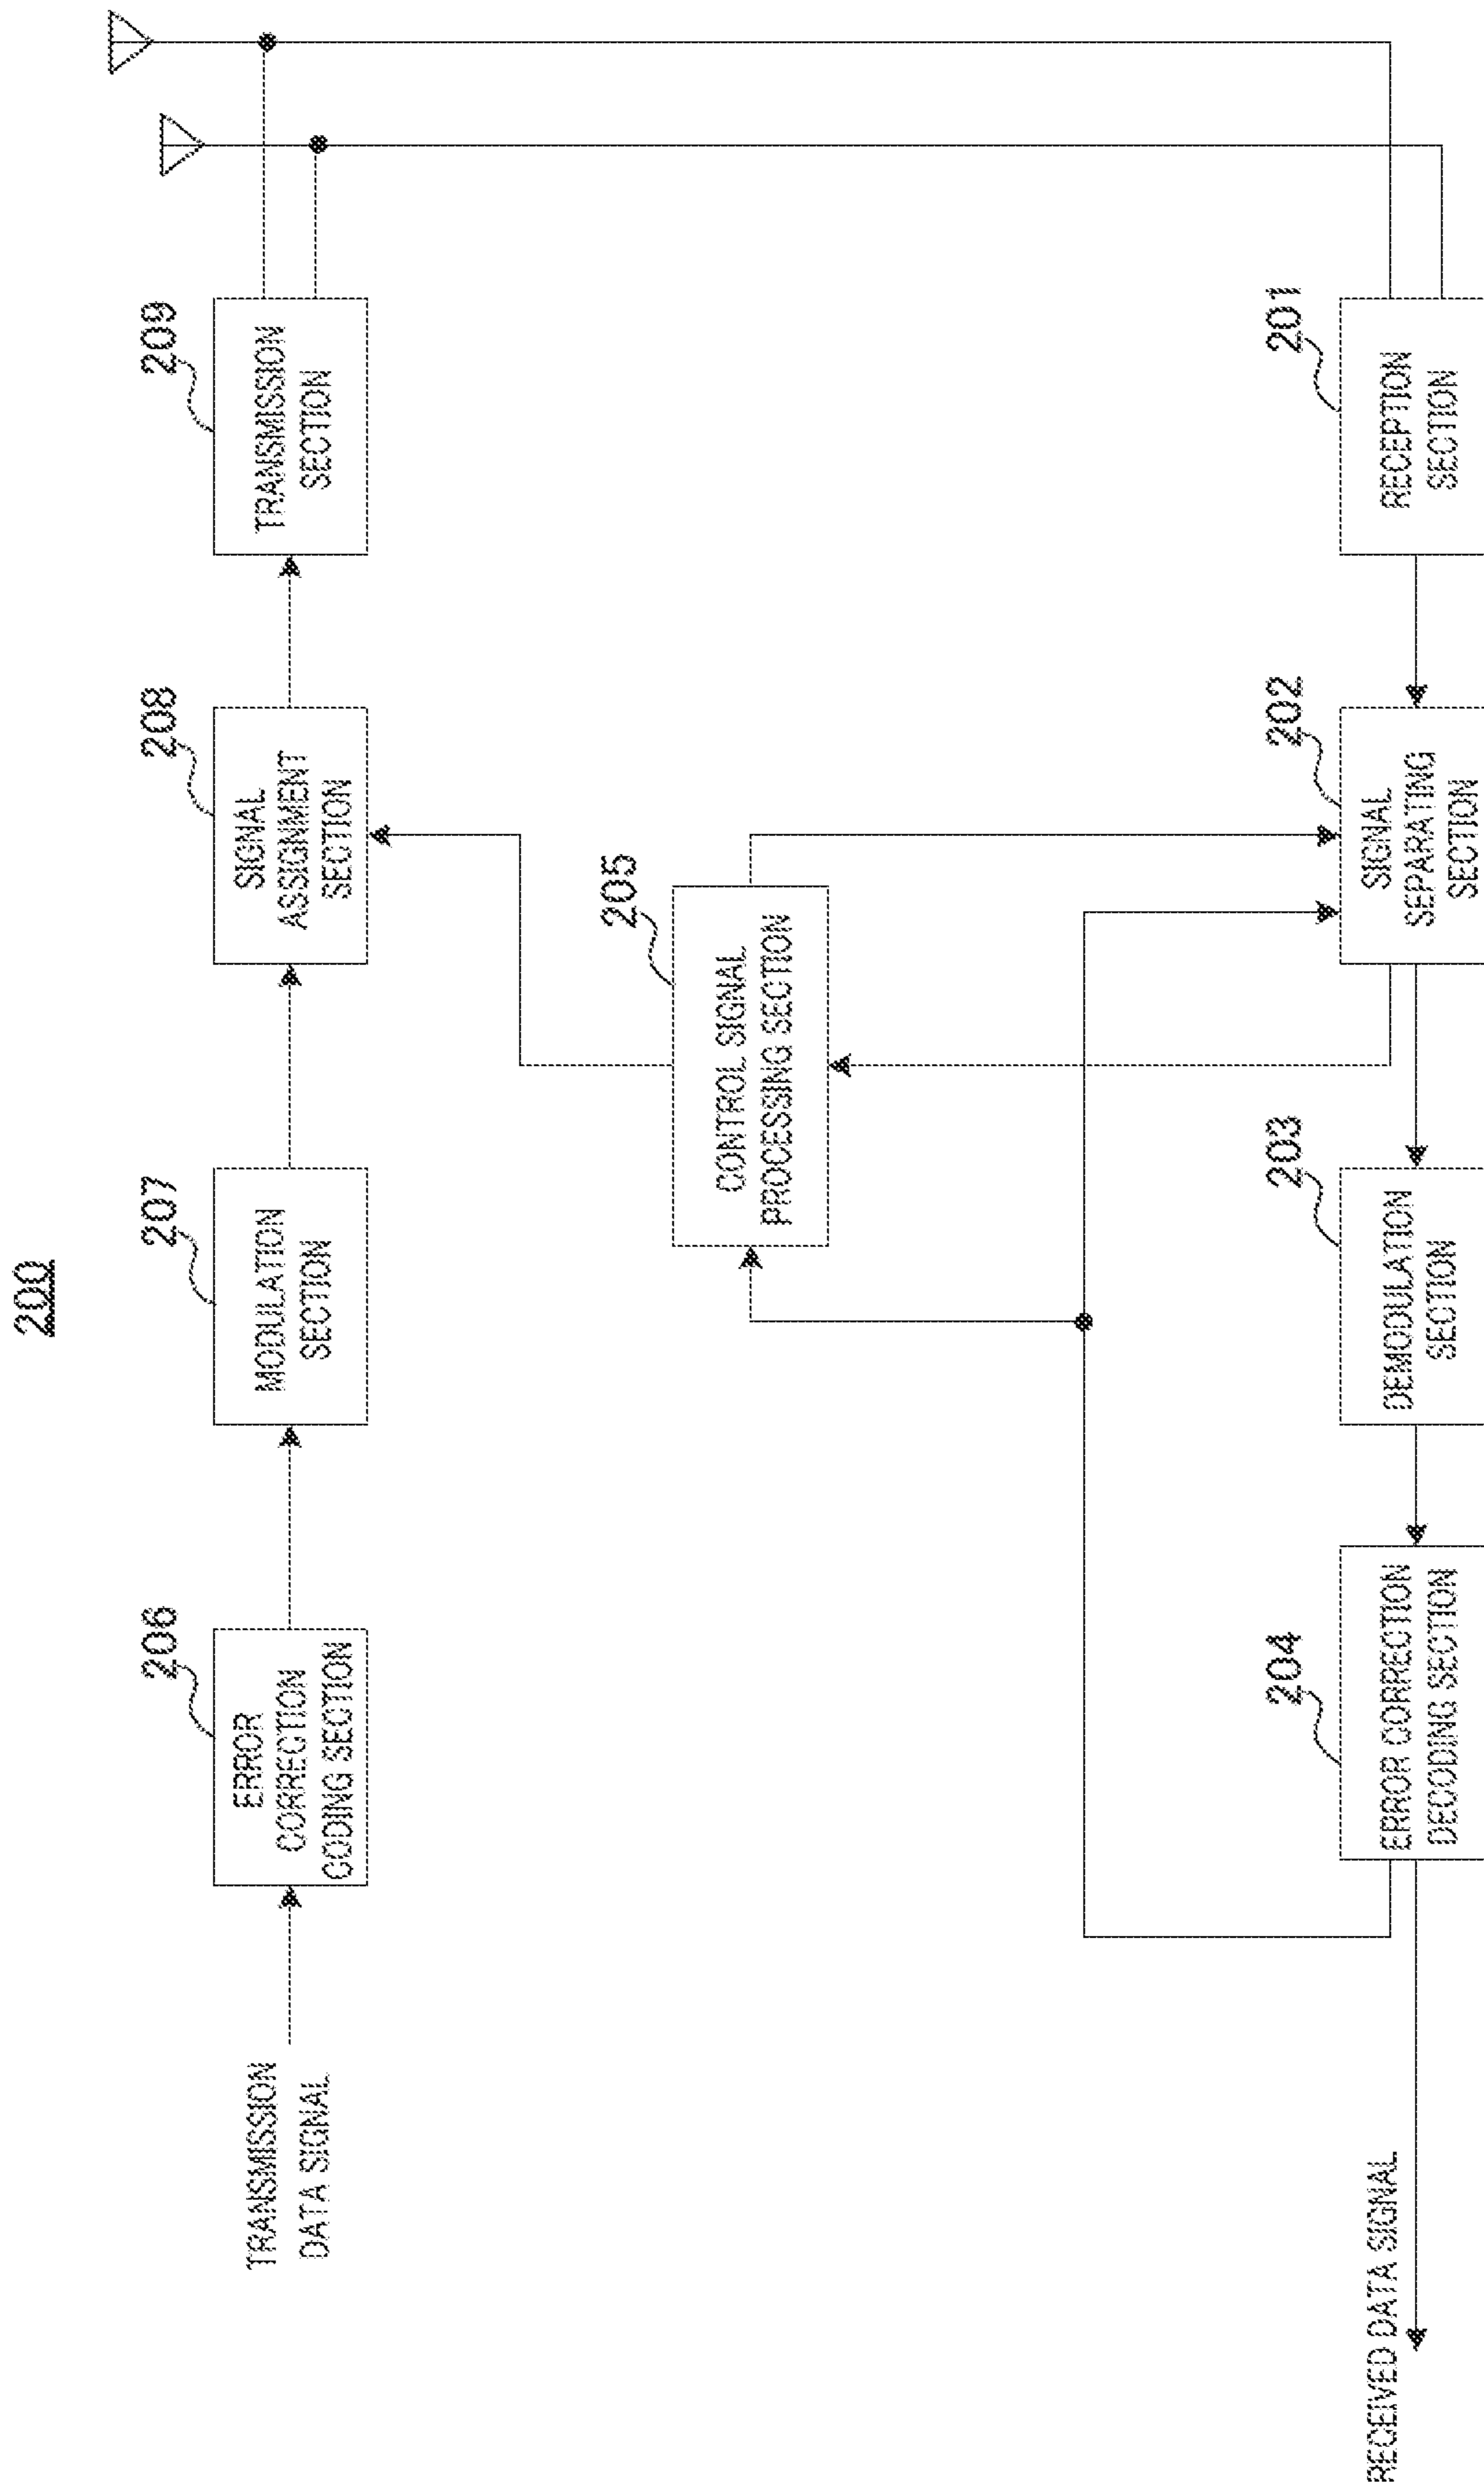 200
206
ERROR
CORRECTION
CODING SECTION
207
MODULATION
SECTION
208
SIGNAL
ASSIGNMENT
SECTION
209
TRANSMISSION
SECTION
TRANSMISSION
DATA SIGNAL
205
CONTROL SIGNAL
PROCESSING SECTION
204
ERROR CORRECTION
DECODING SECTION
203
DEMODULATION
SECTION
202
SIGNAL
SEPARATING
SECTION
201
RECEPTION
SECTION
RECEIVED DATA SIGNAL